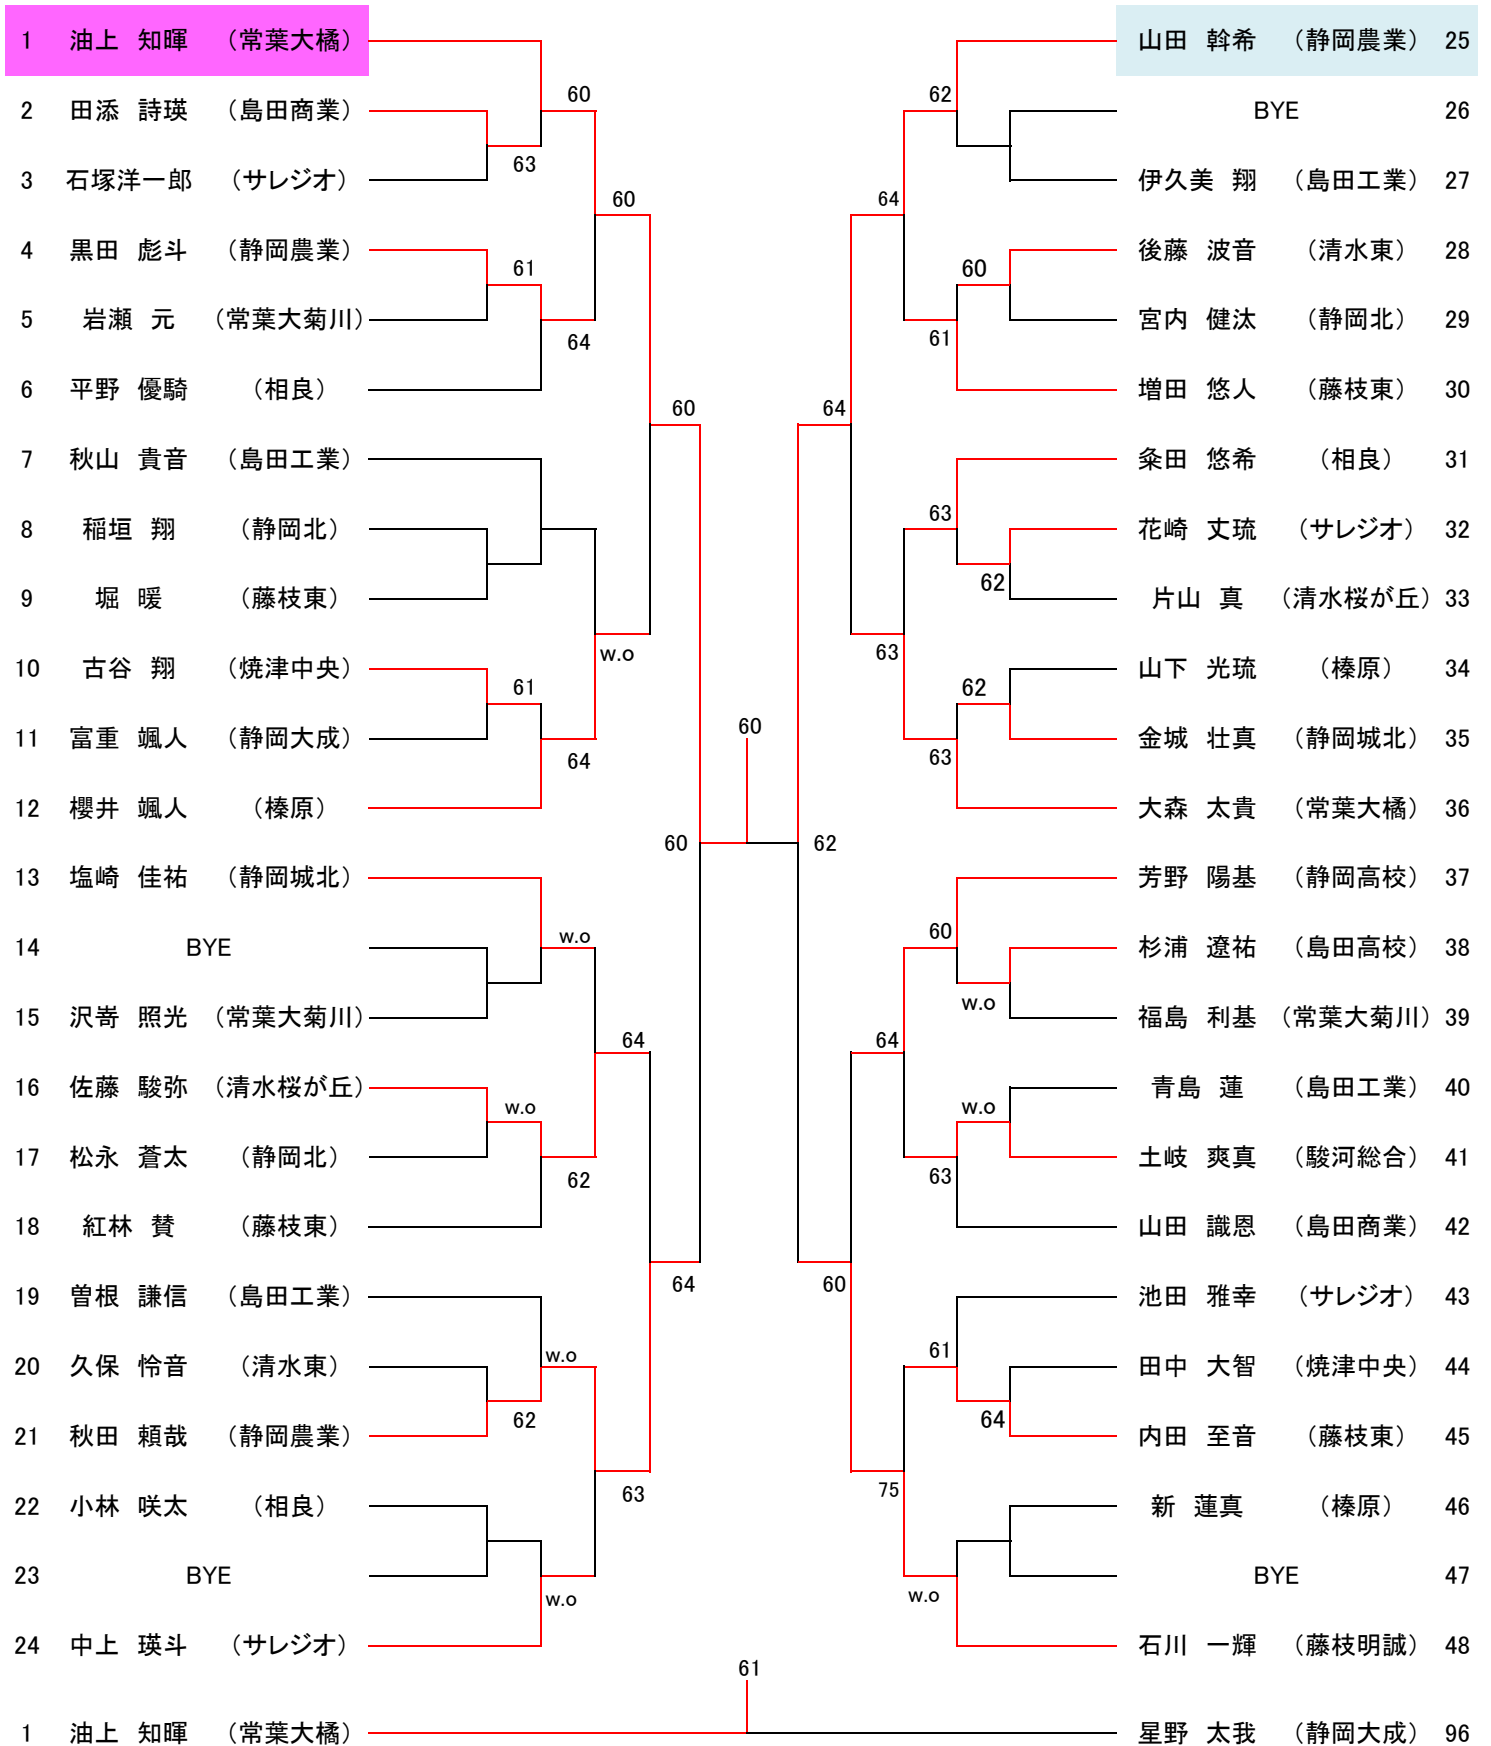 1 油上 知暉 （常葉大橘）
2 田添 詩瑛 （島田商業）
3 石塚洋一郎 （サレジオ）
4 黒田 彪斗 （静岡農業）
5 岩瀬 元 （常葉大菊川）
6 平野 優騎 （相良）
7 秋山 貴音 （島田工業）
8 稲垣 翔 （静岡北）
9 堀 暖 （藤枝東）
10 古谷 翔 （焼津中央）
11 富重 颯人 （静岡大成）
12 櫻井 颯人 （榛原）
13 塩崎 佳祐 （静岡城北）
14 BYE
15 沢嵜 照光 （常葉大菊川）
16 佐藤 駿弥 （清水桜が丘）
17 松永 蒼太 （静岡北）
18 紅林 賛 （藤枝東）
19 曽根 謙信 （島田工業）
20 久保 怜音 （清水東）
21 秋田 頼哉 （静岡農業）
22 小林 咲太 （相良）
23 BYE
24 中上 瑛斗 （サレジオ）
60
63
60
61
64
60
w.o
61
64
60
w.o
64
w.o
62
64
w.o
62
63
w.o
60
62
64
60
61
64
63
62
63
62
63
62
60
w.o
64
w.o
63
60
61
64
75
w.o
山田 斡希 （静岡農業） 25
BYE 26
伊久美 翔 （島田工業） 27
後藤 波音 （清水東） 28
宮内 健汰 （静岡北） 29
増田 悠人 （藤枝東） 30
粂田 悠希 （相良） 31
花崎 丈琉 （サレジオ） 32
片山 真 （清水桜が丘） 33
山下 光琉 （榛原） 34
金城 壮真 （静岡城北） 35
大森 太貴 （常葉大橘） 36
芳野 陽基 （静岡高校） 37
杉浦 遼祐 （島田高校） 38
福島 利基 （常葉大菊川） 39
青島 蓮 （島田工業） 40
土岐 爽真 （駿河総合） 41
山田 識恩 （島田商業） 42
池田 雅幸 （サレジオ） 43
田中 大智 （焼津中央） 44
内田 至音 （藤枝東） 45
新 蓮真 （榛原） 46
BYE 47
石川 一輝 （藤枝明誠） 48
61
1 油上 知暉 （常葉大橘）
星野 太我 （静岡大成） 96